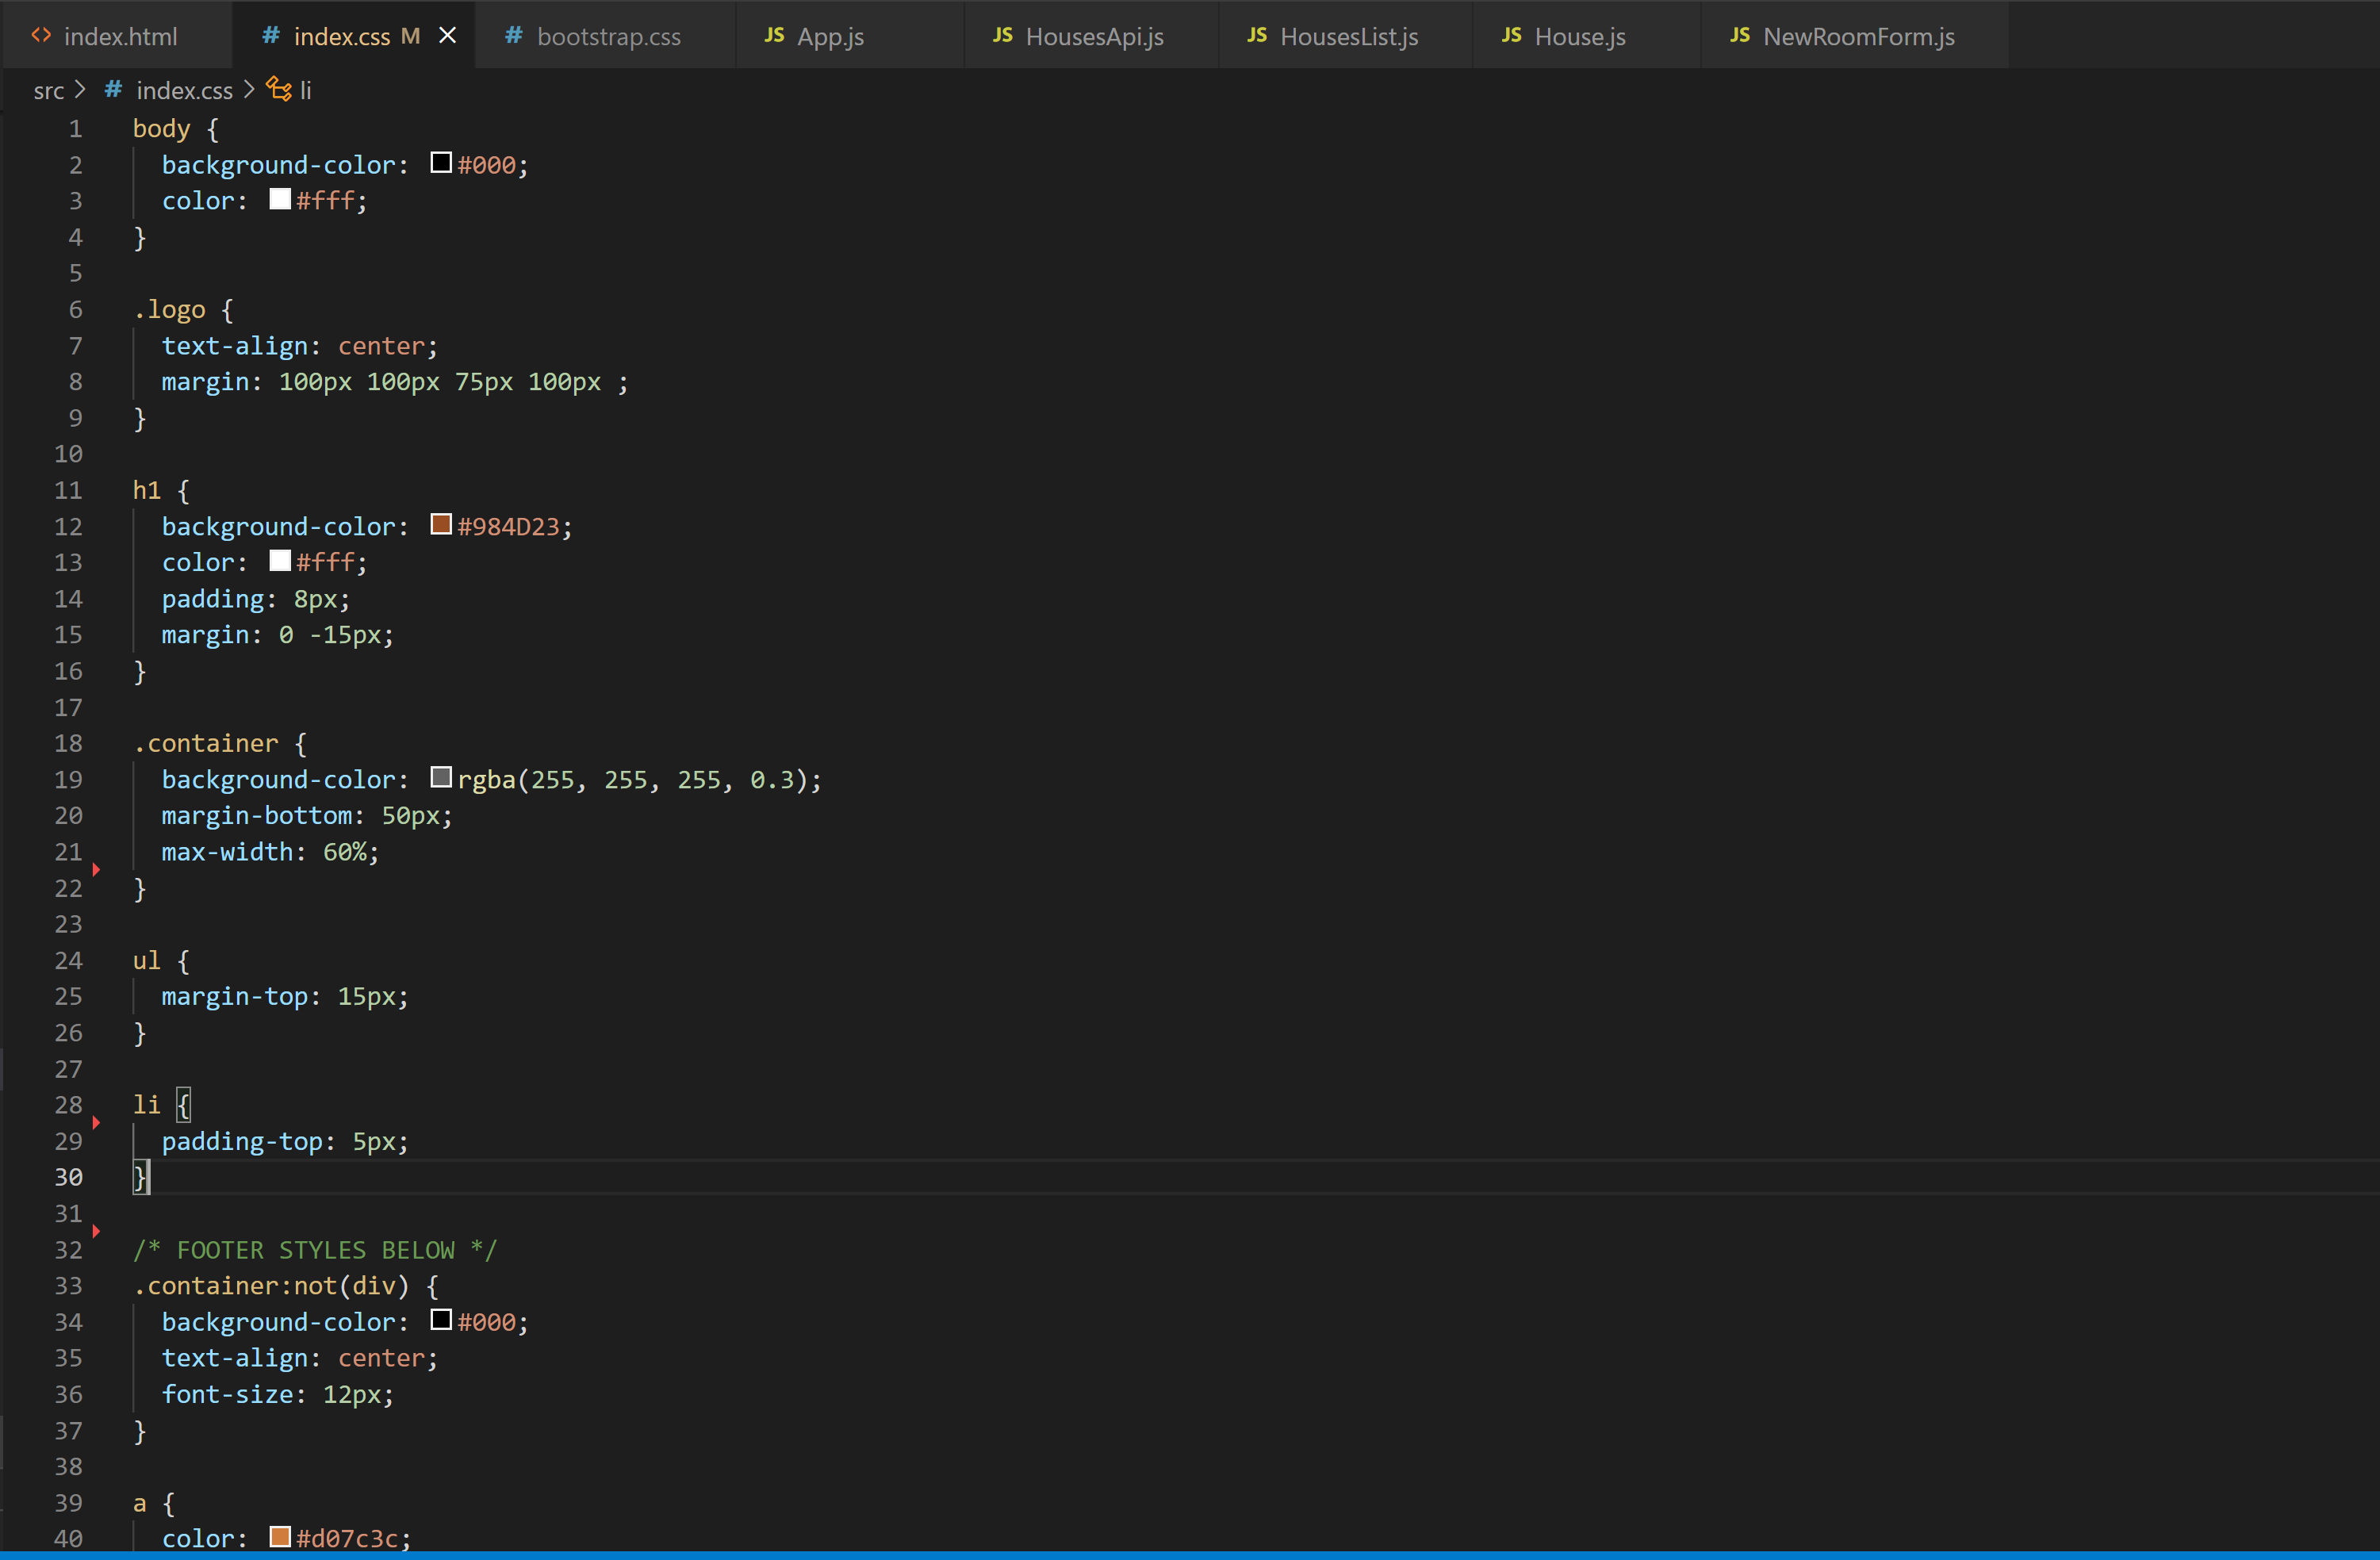 <> index.html # index.css M × # bootstrap.css JS App.js JS HousesApi.js JS HousesList.js JS House.js JS NewRoomForm.js
src > # index.css > li
1 body {
2   background-color: #000;
3   color: #fff;
4 }
5
6 .logo {
7   text-align: center;
8   margin: 100px 100px 75px 100px ;
9 }
10
11 h1 {
12   background-color: #984D23;
13   color: #fff;
14   padding: 8px;
15   margin: 0 -15px;
16 }
17
18 .container {
19   background-color: rgba(255, 255, 255, 0.3);
20   margin-bottom: 50px;
21   max-width: 60%;
22 }
23
24 ul {
25   margin-top: 15px;
26 }
27
28 li {
29   padding-top: 5px;
30 }
31
32 /* FOOTER STYLES BELOW */
33 .container:not(div) {
34   background-color: #000;
35   text-align: center;
36   font-size: 12px;
37 }
38
39 a {
40   color: #d07c3c;